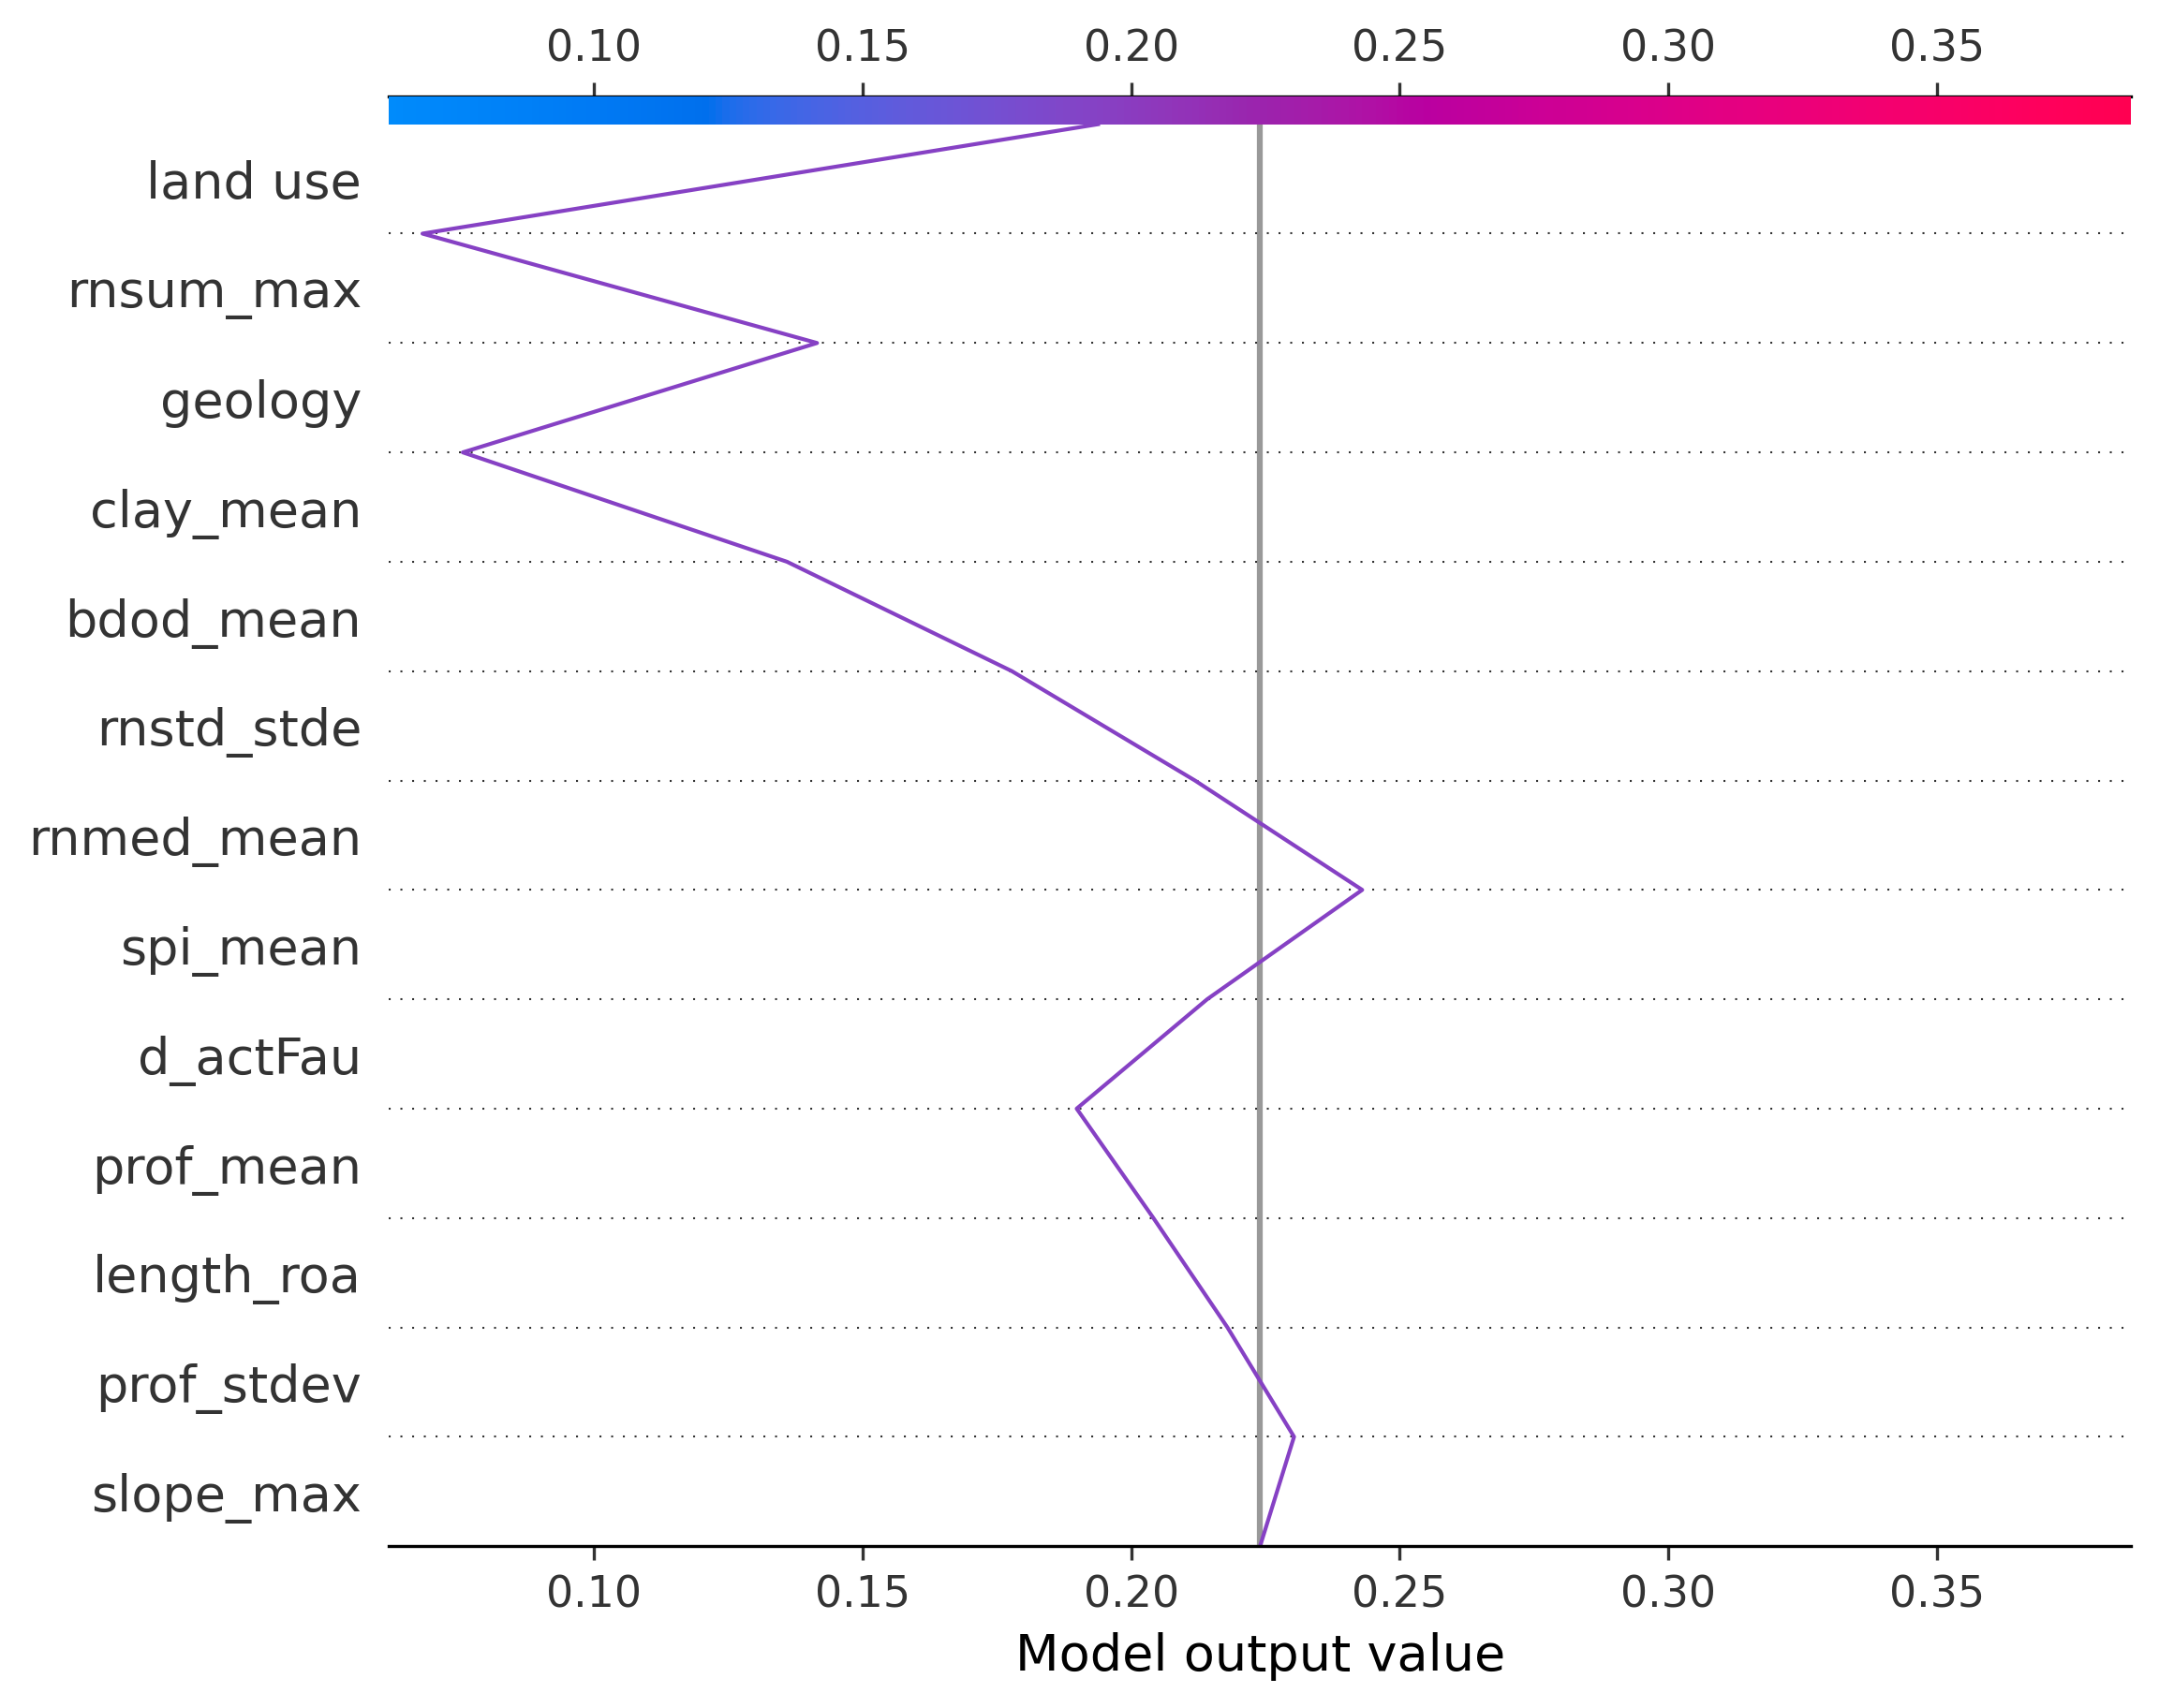 0.10 0.15 0.20 0.25 0.30 0.35
land use
rnsum_max
geology
clay_mean
bdod_mean
rnstd_stde
rnmed_mean
spi_mean
d_actFau
prof_mean
length_roa
prof_stdev
slope_max
0.10 0.15 0.20 0.25 0.30 0.35
Model output value